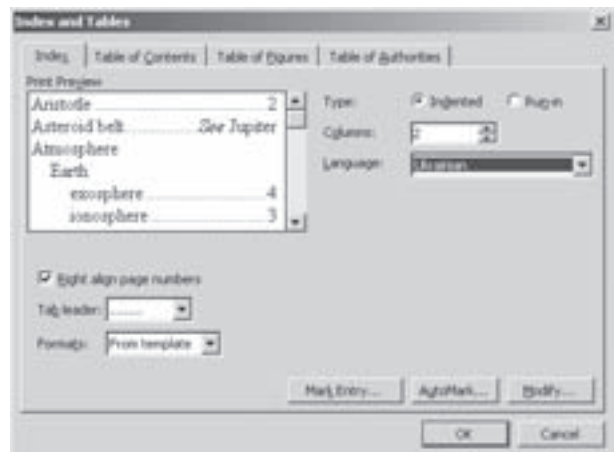 Index and Tables
Index Table of Contents Table of Figures Table of Authorities
Print Preview
Aristotle 2
Asteroid belt See Jupiter
Atmosphere
Earth
exosphere 4
ionosphere 3
Type: Indented Run-in
Columns: 2
Language: Ukrainian
Right align page numbers
Tab leader: .......
Formats: From template
Mark Entry... AutoMark... Modify...
OK Cancel